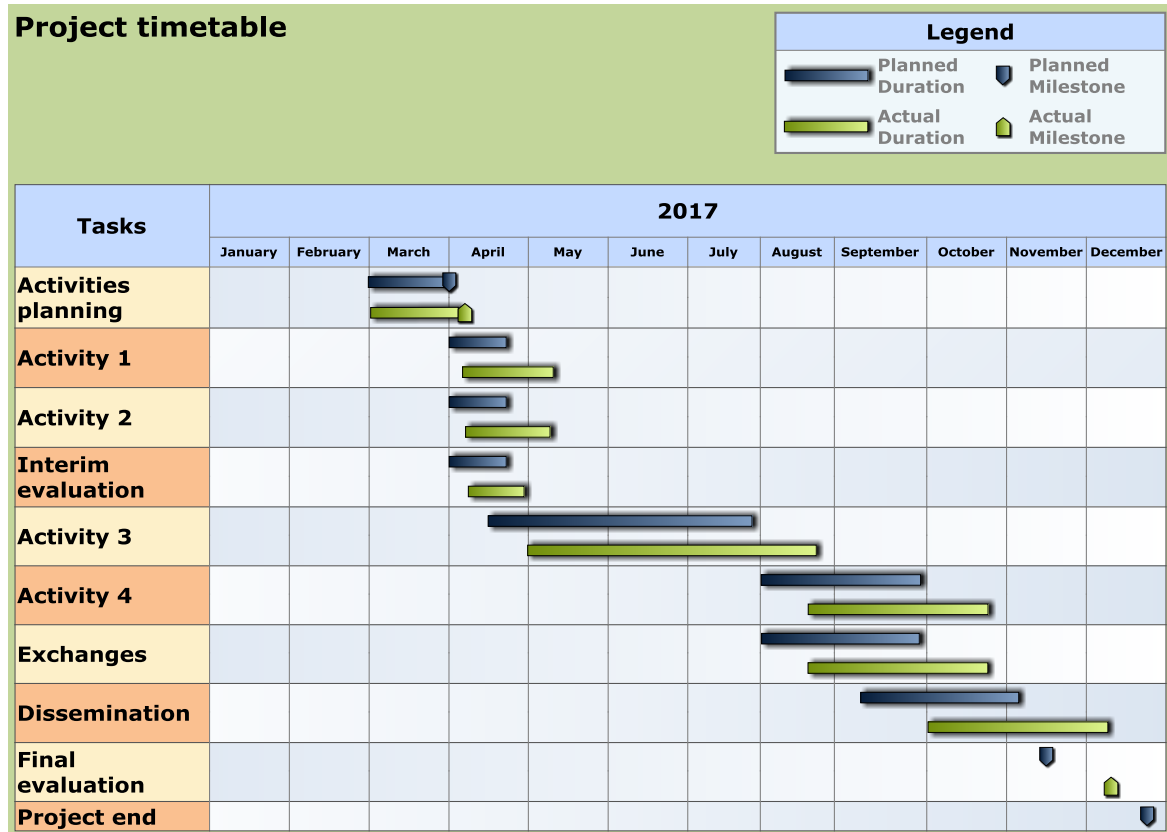 Project timetable
Legend
Planned
Duration
Planned
Milestone
Actual
Duration
Actual
Milestone
Tasks
2017
January February March April May June July August September October November December
Activities
planning
Activity 1
Activity 2
Interim
evaluation
Activity 3
Activity 4
Exchanges
Dissemination
Final
evaluation
Project end